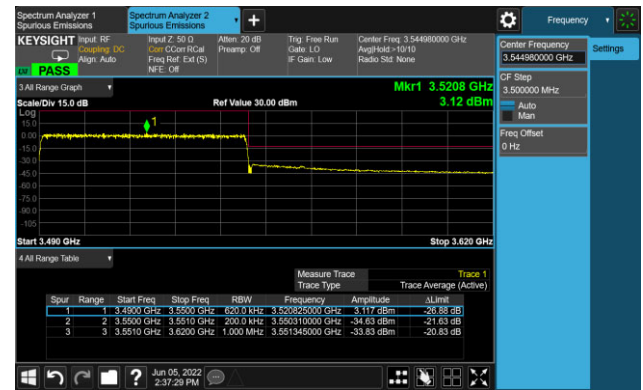 Spectrum Analyzer 1
Spurious Emissions
Spectrum Analyzer 2
Spurious Emissions
Frequency
KEYSIGHT
Input: RF
Coupling: DC
Align: Auto
Input Z: 50 Ω
Corr CCorr RCal
Freq Ref: Ext (S)
NFE: Off
Atten: 20 dB
Preamp: Off
Trig: Free Run
Gate: LO
IF Gain: Low
Center Freq: 3.544980000 GHz
Avg|Hold:>10/10
Radio Std: None
PASS
Center Frequency
3.544980000 GHz
Settings
CF Step
3.500000 MHz
Auto
Man
Freq Offset
0 Hz
3 All Range Graph
Mkr1 3.5208 GHz
3.12 dBm
Scale/Div 15.0 dB
Ref Value 30.00 dBm
Log
15.0
0.00
-15.0
-30.0
-45.0
-60.0
-75.0
-90.0
-105
1
Start 3.490 GHz
Stop 3.620 GHz
4 All Range Table
Measure Trace Trace 1
Trace Type Trace Average (Active)
Spur Range Start Freq Stop Freq RBW Frequency Amplitude ΔLimit
1 1 3.4900 GHz 3.5500 GHz 620.0 kHz 3.520825000 GHz 3.117 dBm -26.88 dB
2 2 3.5500 GHz 3.5510 GHz 200.0 kHz 3.550310000 GHz -34.63 dBm -21.63 dB
3 3 3.5510 GHz 3.6200 GHz 1.000 MHz 3.551345000 GHz -33.83 dBm -20.83 dB
Jun 05, 2022
2:37:29 PM